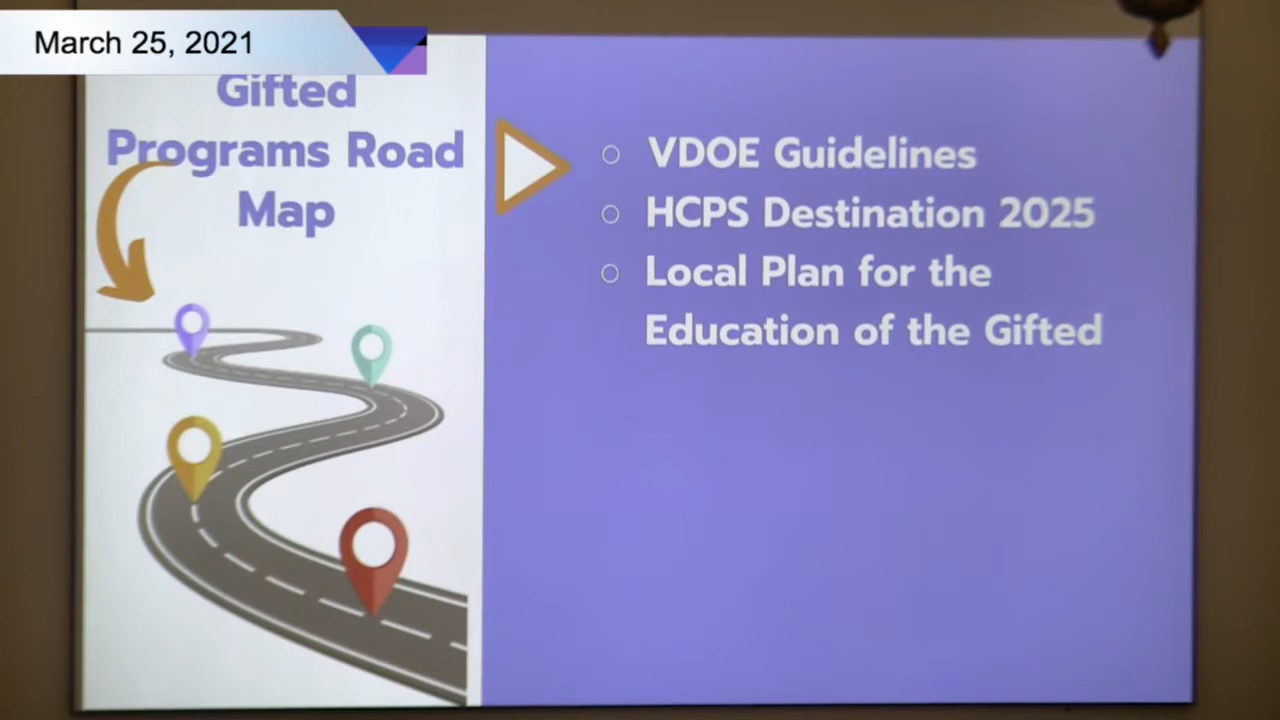 March 25, 2021
Gifted
Programs Road
Map
VDOE Guidelines
HCPS Destination 2025
Local Plan for the
Education of the Gifted